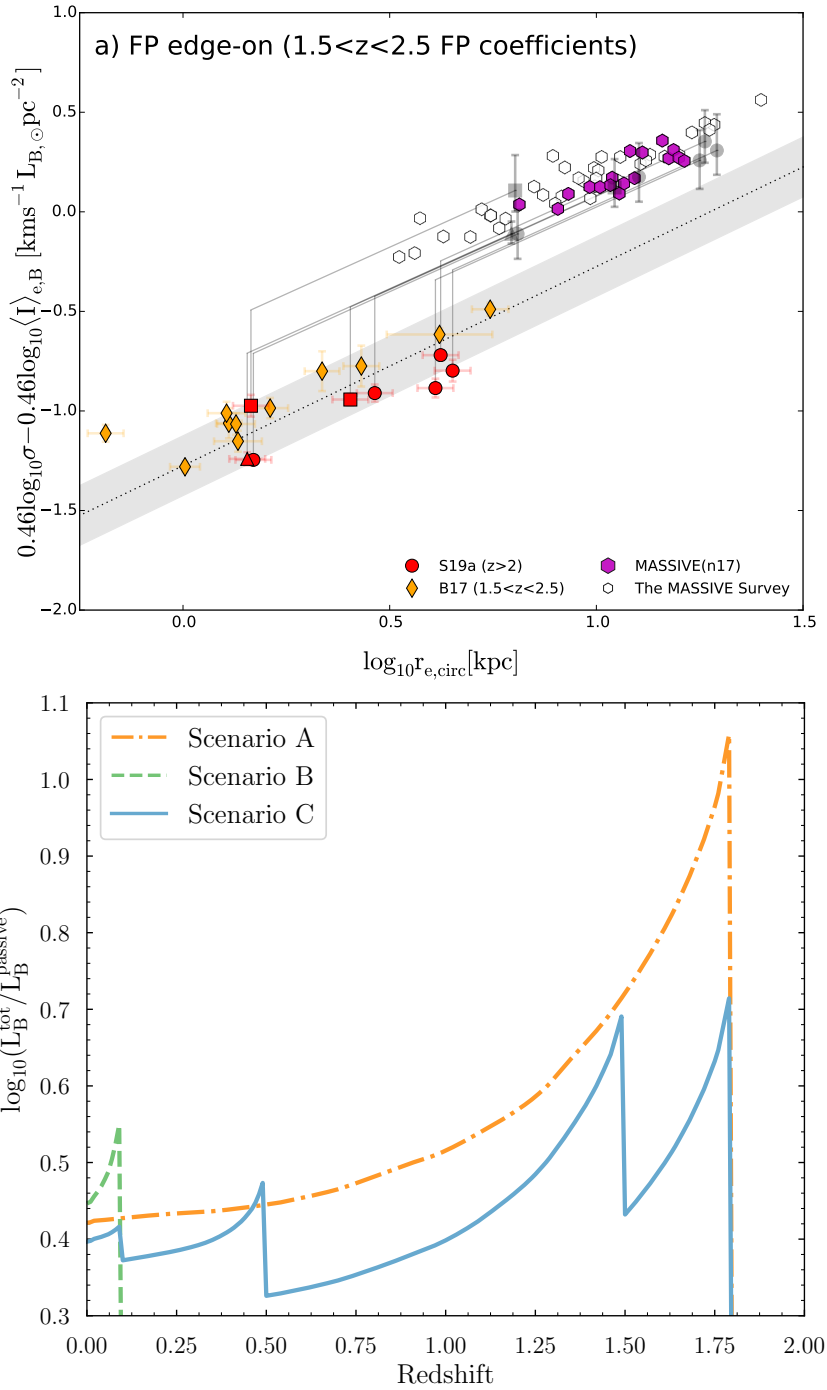 a) FP edge-on (1.5<z<2.5 FP coefficients)
0.46log₁₀σ−0.46log₁₀⟨I⟩e,B [kms⁻¹ LB,⊙pc⁻²]
1.0
0.5
0.0
−0.5
−1.0
−1.5
−2.0
S19a (z>2)
B17 (1.5<z<2.5)
MASSIVE(n17)
The MASSIVE Survey
0.0 0.5 1.0 1.5
log₁₀re,circ[kpc]
1.1
1.0
0.9
0.8
0.7
0.6
0.5
0.4
0.3
Scenario A
Scenario B
Scenario C
log₁₀(LBᵗᵒᵗ/LBᵖᵃˢˢⁱᵛᵉ)
0.00 0.25 0.50 0.75 1.00 1.25 1.50 1.75 2.00
Redshift